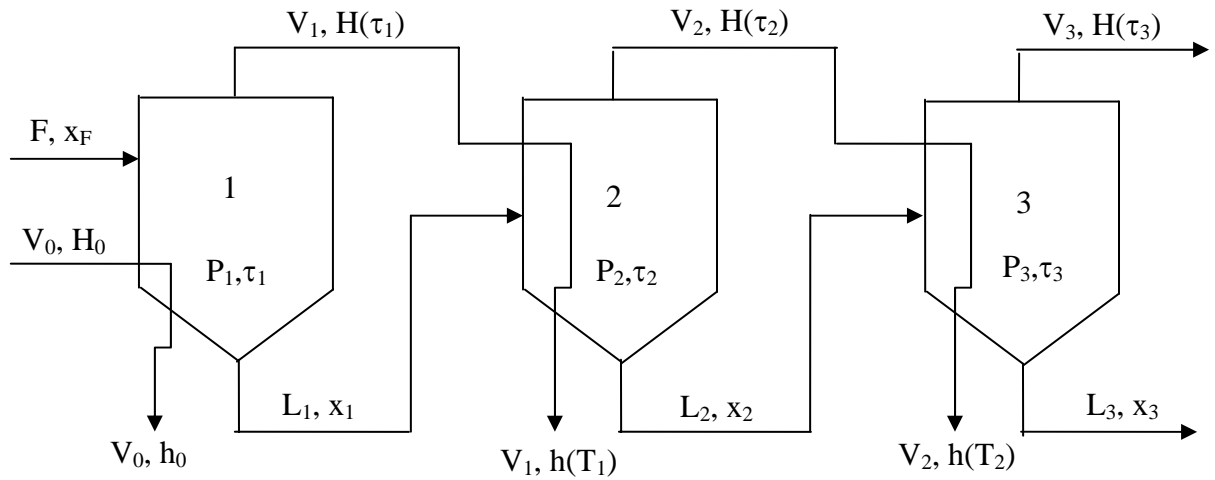 V₁, H(τ₁)
V₂, H(τ₂)
V₃, H(τ₃)
F, x_F
1
2
3
V₀, H₀
P₁,τ₁
P₂,τ₂
P₃,τ₃
L₁, x₁
L₂, x₂
L₃, x₃
V₀, h₀
V₁, h(T₁)
V₂, h(T₂)